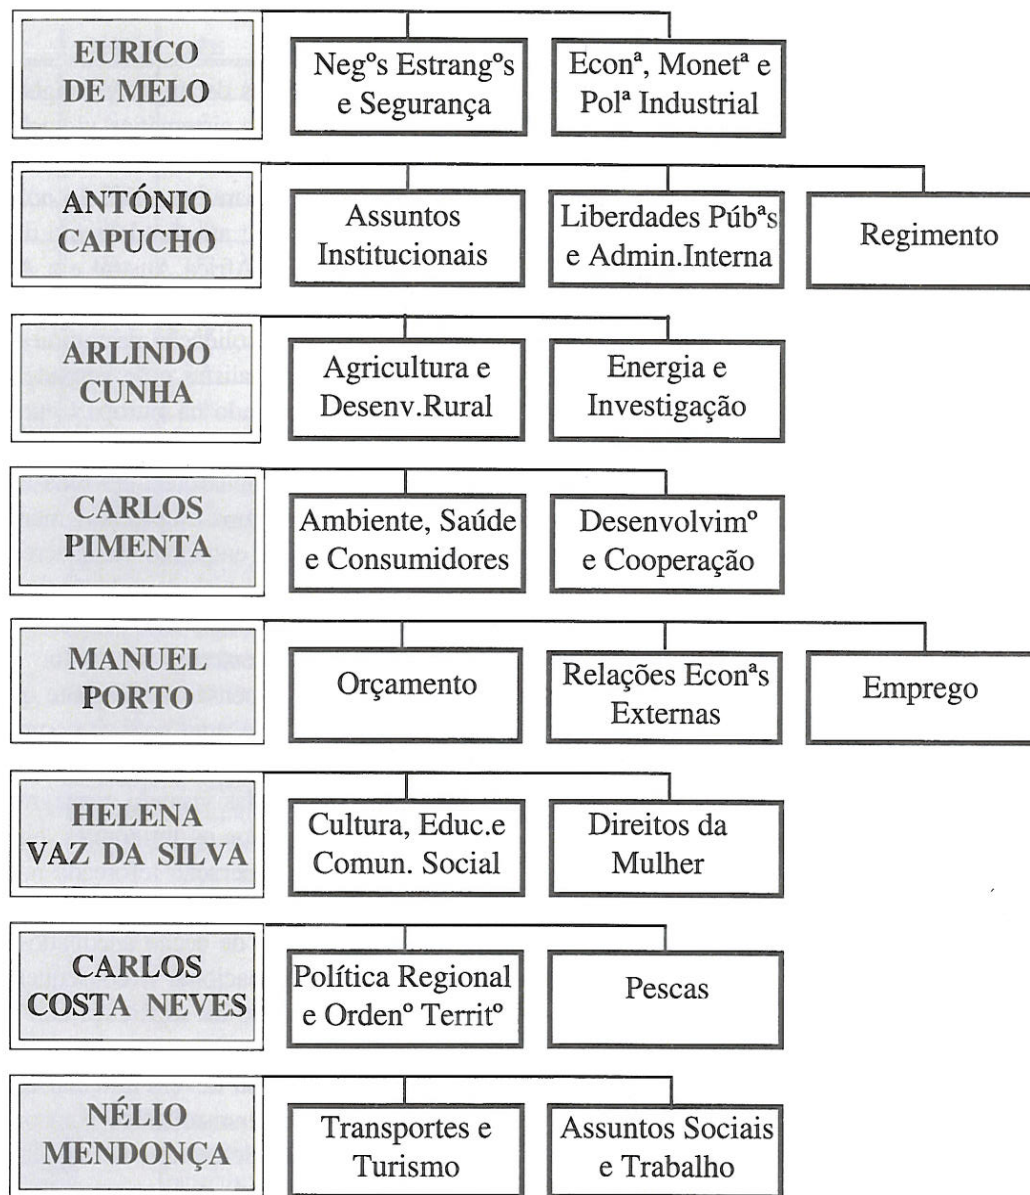 EURICO
DE MELO
Negºs Estrangºs
e Segurança
Econª, Monetª e
Polª Industrial
ANTÓNIO
CAPUCHO
Assuntos
Institucionais
Liberdades Púbªs
e Admin.Interna
Regimento
ARLINDO
CUNHA
Agricultura e
Desenv.Rural
Energia e
Investigação
CARLOS
PIMENTA
Ambiente, Saúde
e Consumidores
Desenvolvimº
e Cooperação
MANUEL
PORTO
Orçamento
Relações Econªs
Externas
Emprego
HELENA
VAZ DA SILVA
Cultura, Educ.e
Comun. Social
Direitos da
Mulher
CARLOS
COSTA NEVES
Política Regional
e Ordenº Territº
Pescas
NÉLIO
MENDONÇA
Transportes e
Turismo
Assuntos Sociais
e Trabalho